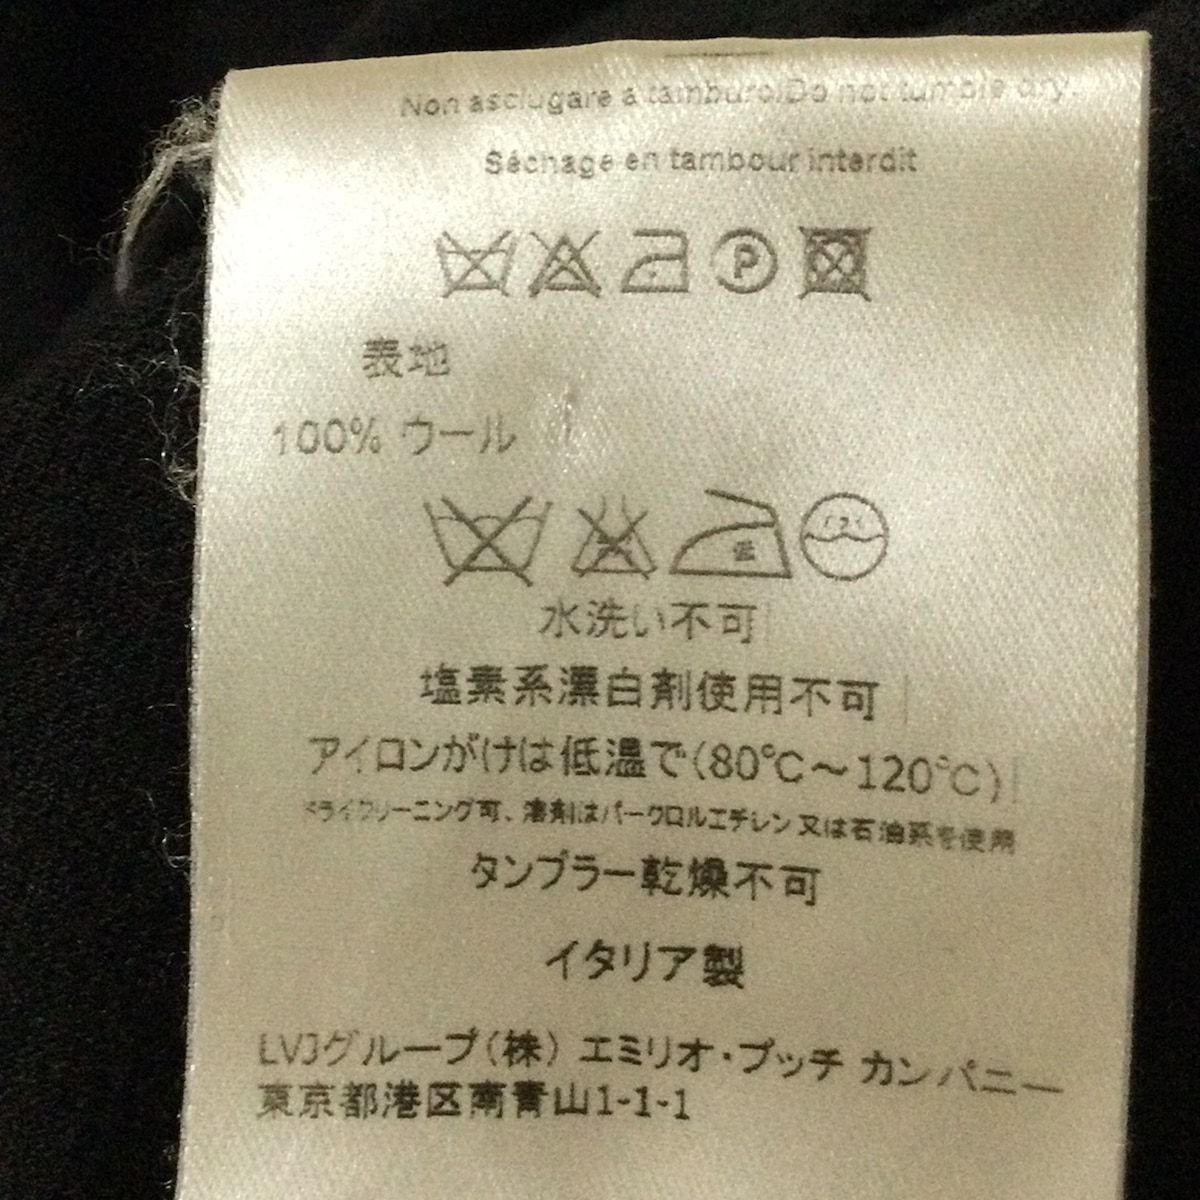 Non asciugare a tamburo/Do not tumble dry.
Séchage en tambour interdit
P
表地
100% ウール
低
ドライ
水洗い不可
塩素系漂白剤使用不可
アイロンがけは低温で(80℃～120℃)
ドライクリーニング可、溶剤はパークロルエチレン又は石油系を使用
タンブラー乾燥不可
イタリア製
LVJグループ(株) エミリオ・プッチ カンパニー
東京都港区南青山1-1-1